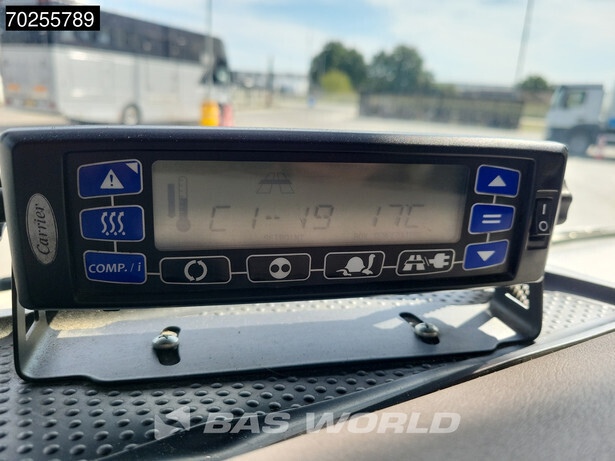 70255789
Carrier
C1-- 19 17C
COMP./i
I
O
BAS WORLD